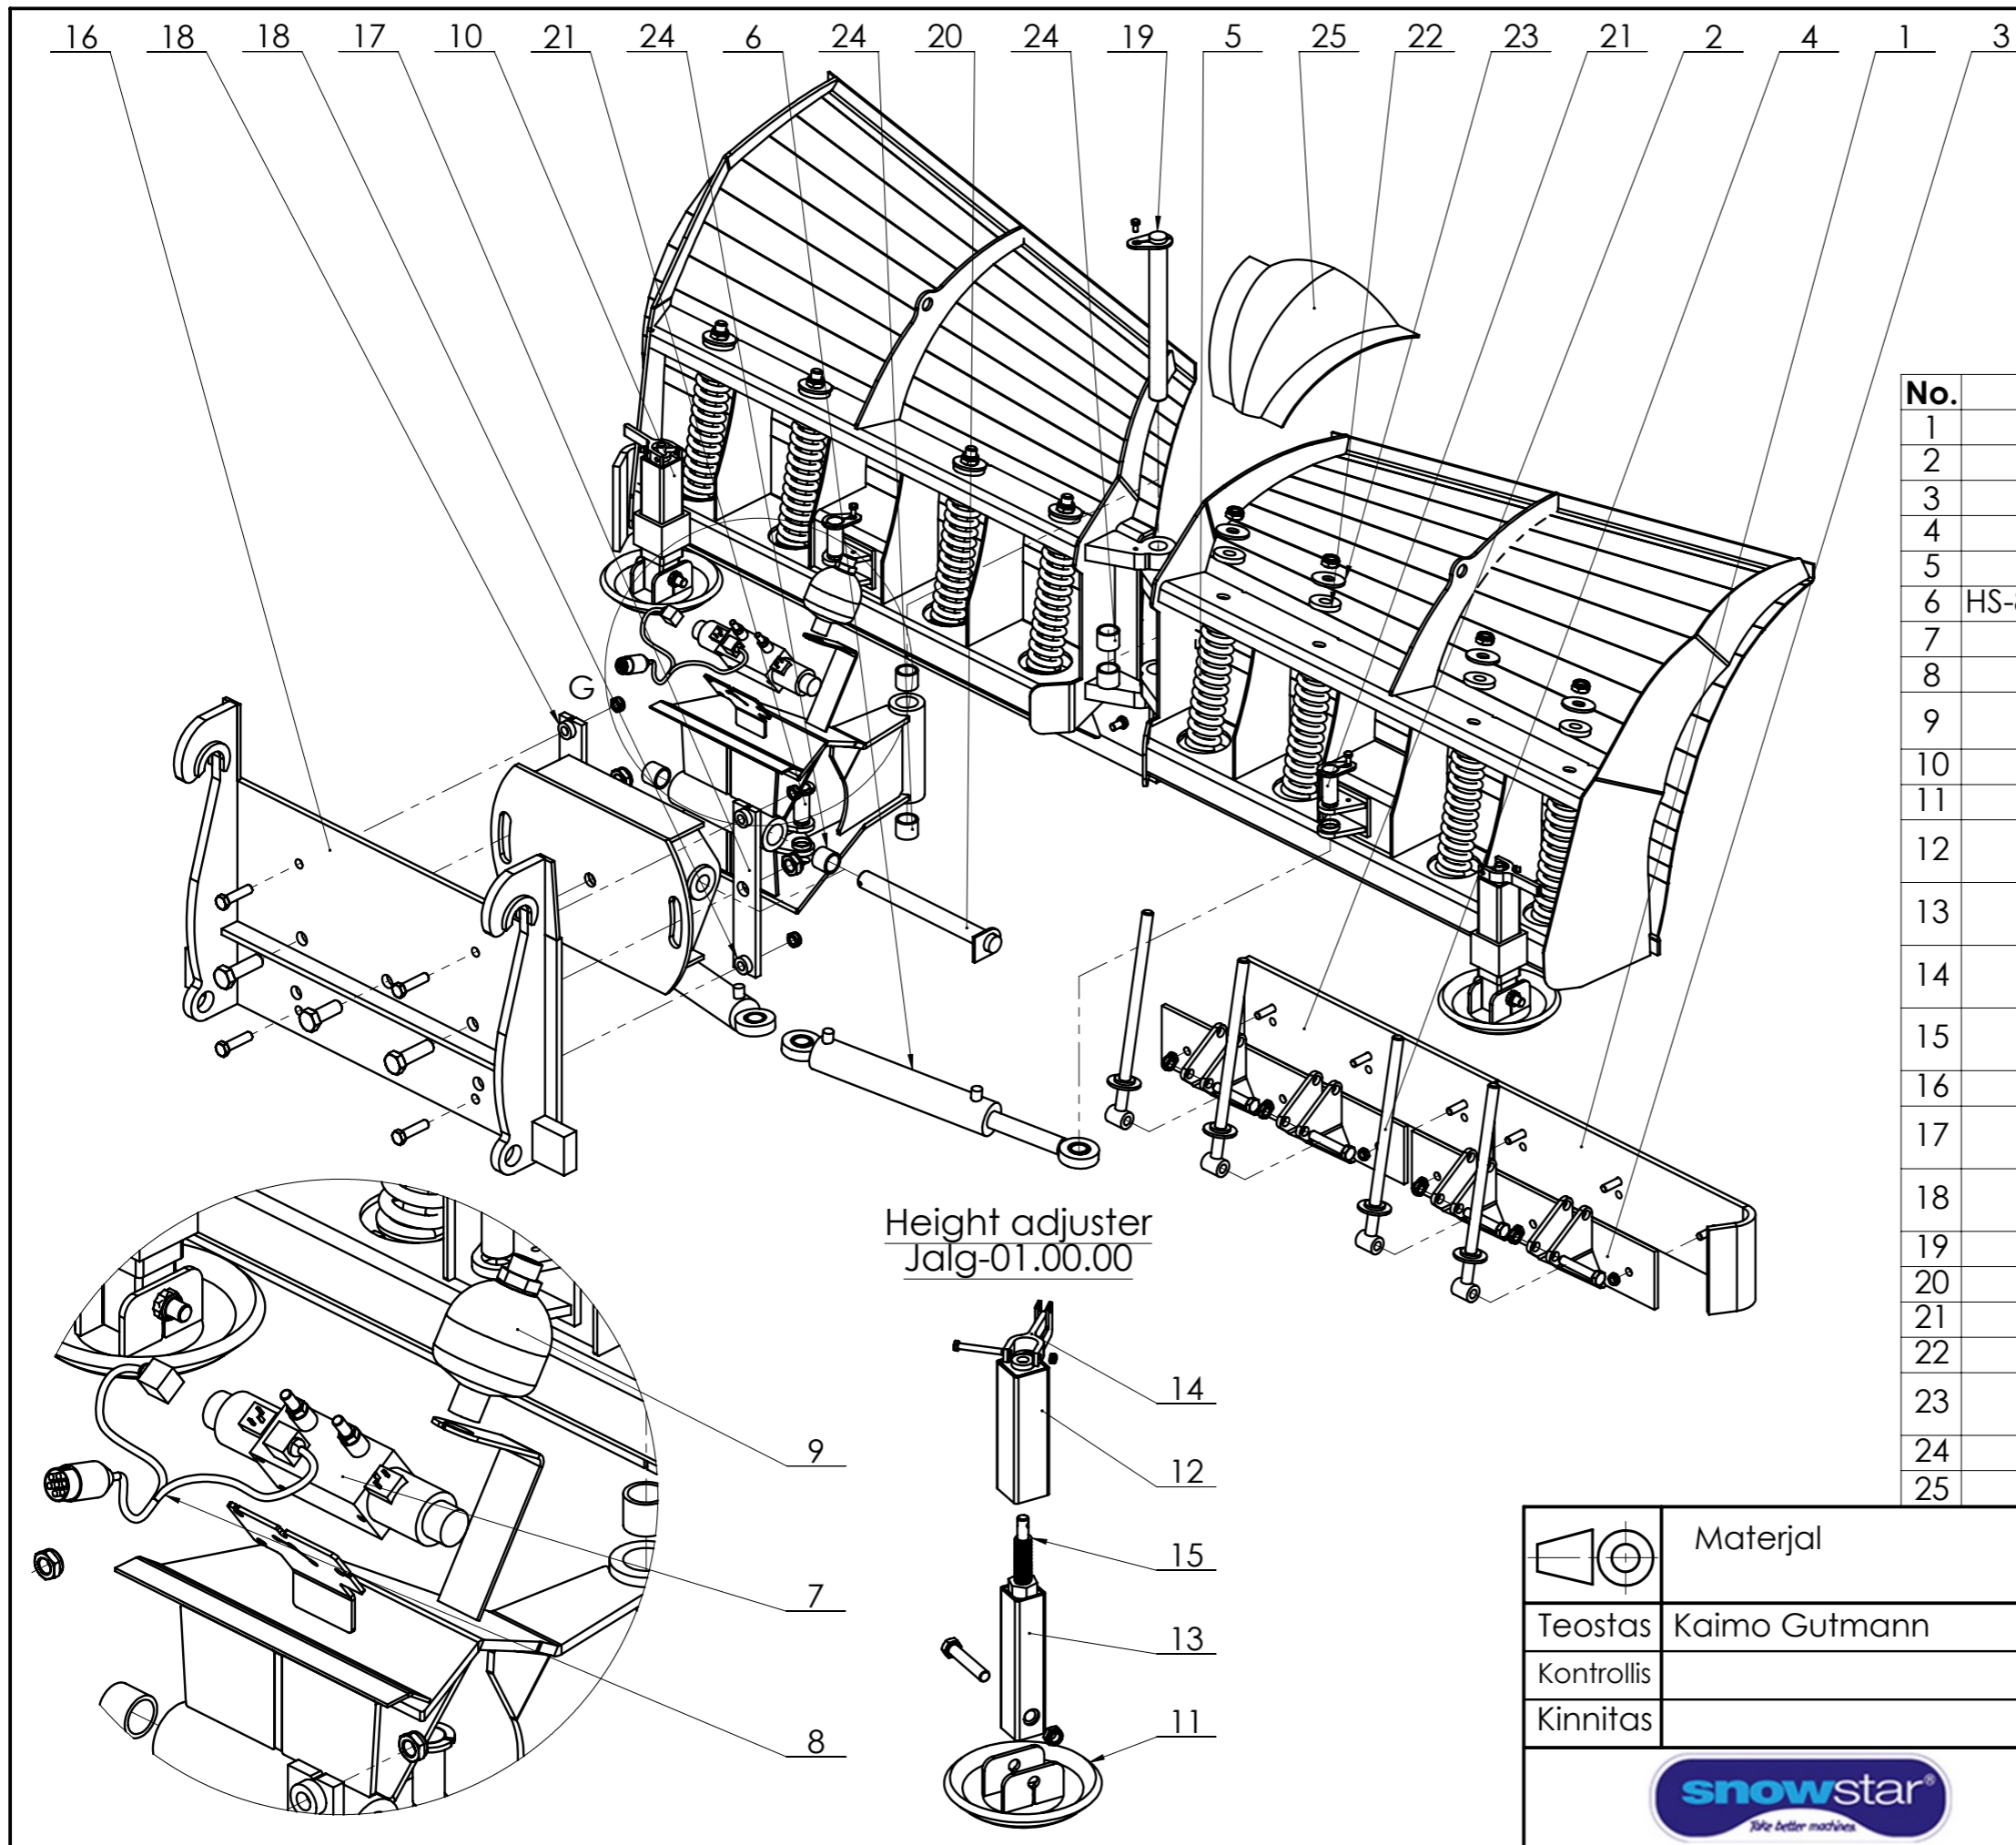 16 18 18 17 10 21 24 6 24 20 24 19 5 25 22 23 21 2 4 1 3
G
No.
1
2
3
4
5
6 HS-
7
8
9
10
11
12
13
14
15
16
17
18
19
20
21
22
23
24
25
Height adjuster
Jalg-01.00.00
14
12
15
13
11
9
7
8
Materjal
Teostas Kaimo Gutmann
Kontrollis
Kinnitas
snowstar®
Take better machines